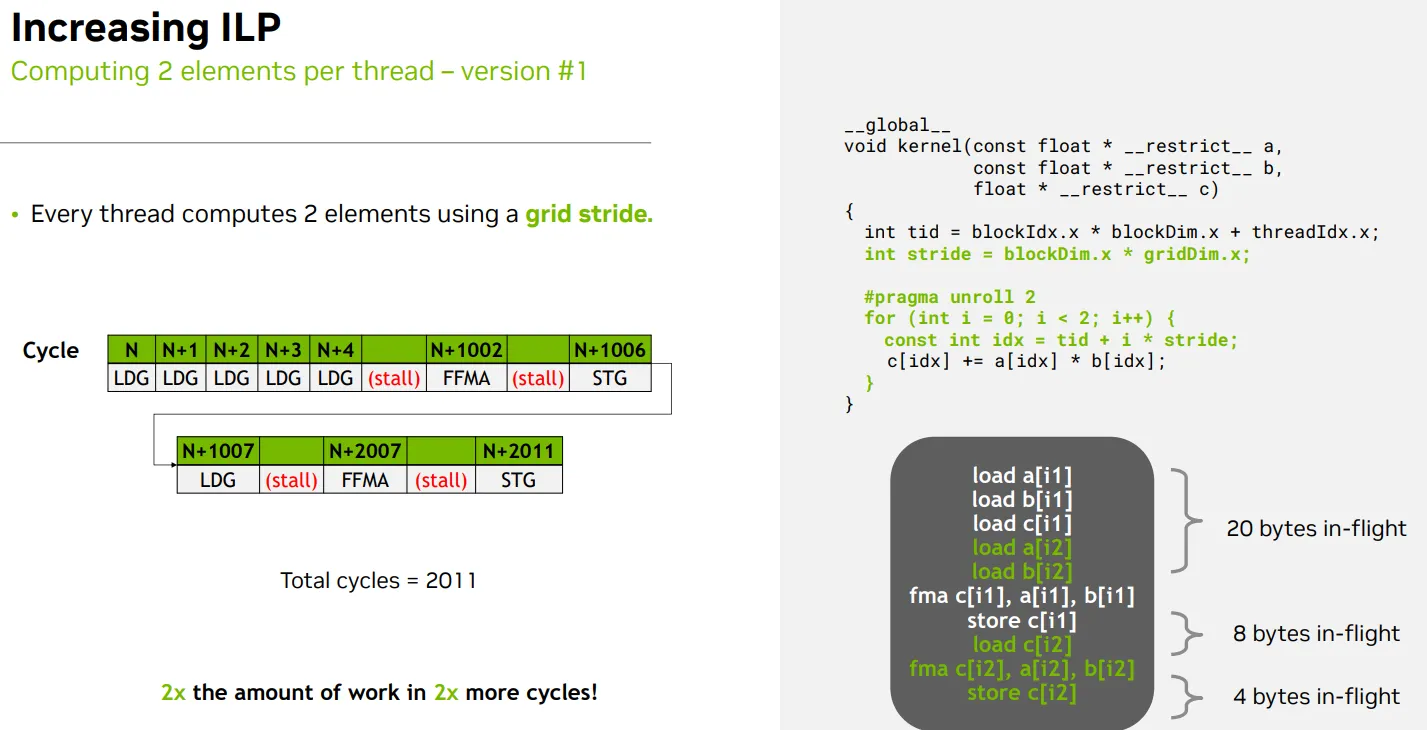 Increasing ILP
Computing 2 elements per thread – version #1
• Every thread computes 2 elements using a grid stride.
Cycle N N+1 N+2 N+3 N+4 N+1002 N+1006
LDG LDG LDG LDG LDG (stall) FFMA (stall) STG
N+1007 N+2007 N+2011
LDG (stall) FFMA (stall) STG
Total cycles = 2011
2x the amount of work in 2x more cycles!
__global__
void kernel(const float * __restrict__ a,
            const float * __restrict__ b,
            float * __restrict__ c)
{
  int tid = blockIdx.x * blockDim.x + threadIdx.x;
  int stride = blockDim.x * gridDim.x;
  #pragma unroll 2
  for (int i = 0; i < 2; i++) {
    const int idx = tid + i * stride;
    c[idx] += a[idx] * b[idx];
  }
}
load a[i1]
load b[i1]
load c[i1]
load a[i2]
load b[i2]
fma c[i1], a[i1], b[i1]
store c[i1]
load c[i2]
fma c[i2], a[i2], b[i2]
store c[i2]
20 bytes in-flight
8 bytes in-flight
4 bytes in-flight